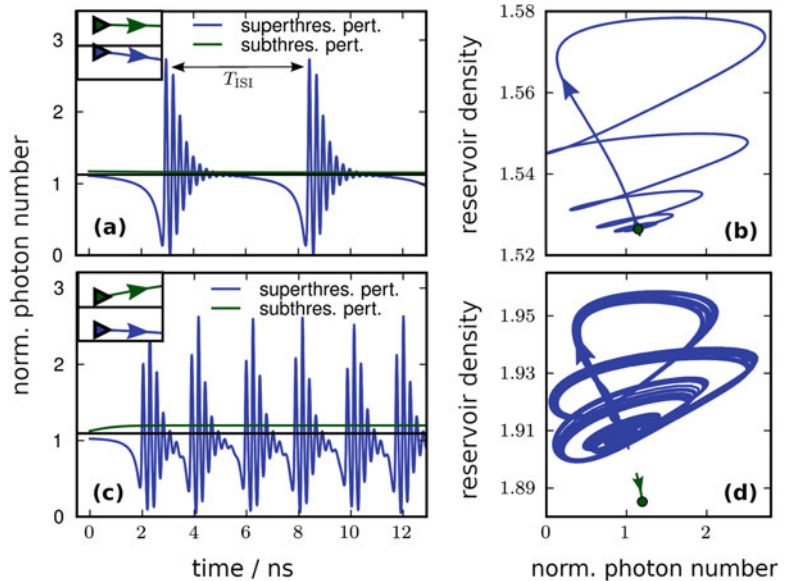 3
2
1
0
norm. photon number
superthres. pert.
subthres. pert.
T_ISI
(a)
1.58
1.56
1.54
1.52
reservoir density
(b)
3
2
1
0
superthres. pert.
subthres. pert.
(c)
0 2 4 6 8 10 12
time / ns
1.95
1.93
1.91
1.89
reservoir density
(d)
0 1 2
norm. photon number